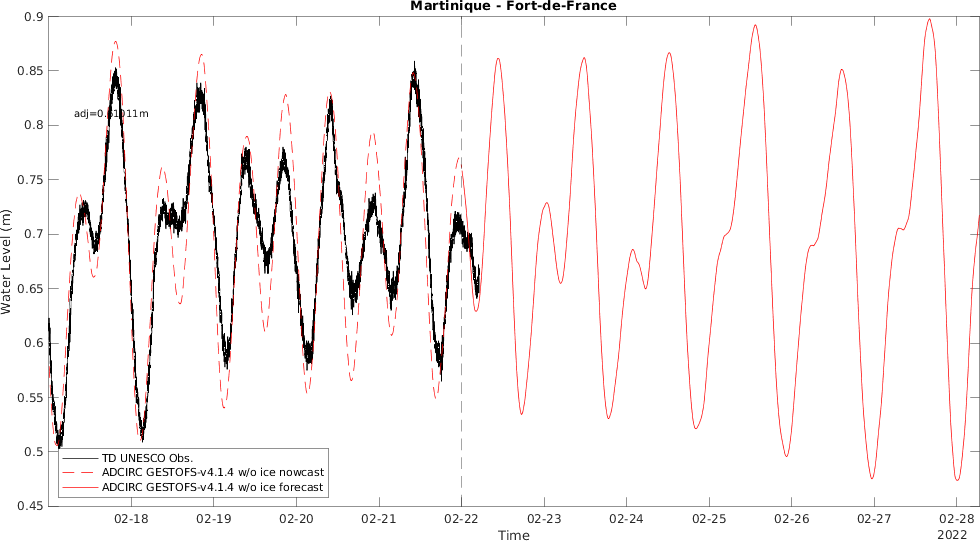 Martinique - Fort-de-France
0.9
0.85
0.8
0.75
0.7
0.65
0.6
0.55
0.5
0.45
Water Level (m)
adj=0.61011m
TD UNESCO Obs.
ADCIRC GESTOFS-v4.1.4 w/o ice nowcast
ADCIRC GESTOFS-v4.1.4 w/o ice forecast
02-18 02-19 02-20 02-21 02-22 02-23 02-24 02-25 02-26 02-27 02-28
Time
2022